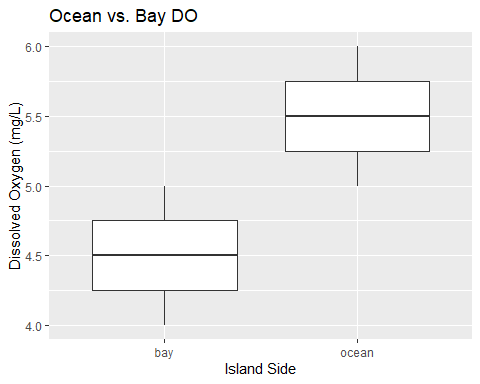 Ocean vs. Bay DO
Dissolved Oxygen (mg/L)
6.0
5.5
5.0
4.5
4.0
bay
ocean
Island Side